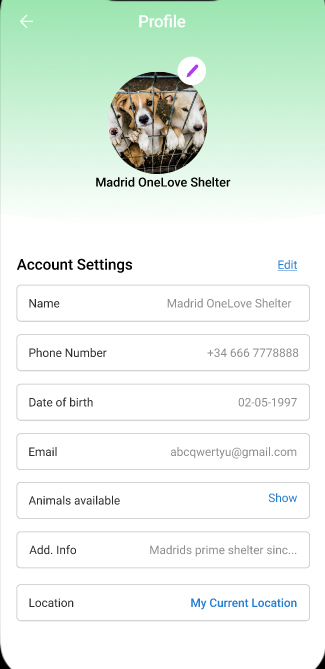 Profile
Madrid OneLove Shelter
Account Settings Edit
Name Madrid OneLove Shelter
Phone Number +34 666 7778888
Date of birth 02-05-1997
Email abcqwertyu@gmail.com
Animals available Show
Add. Info Madrids prime shelter sinc...
Location My Current Location